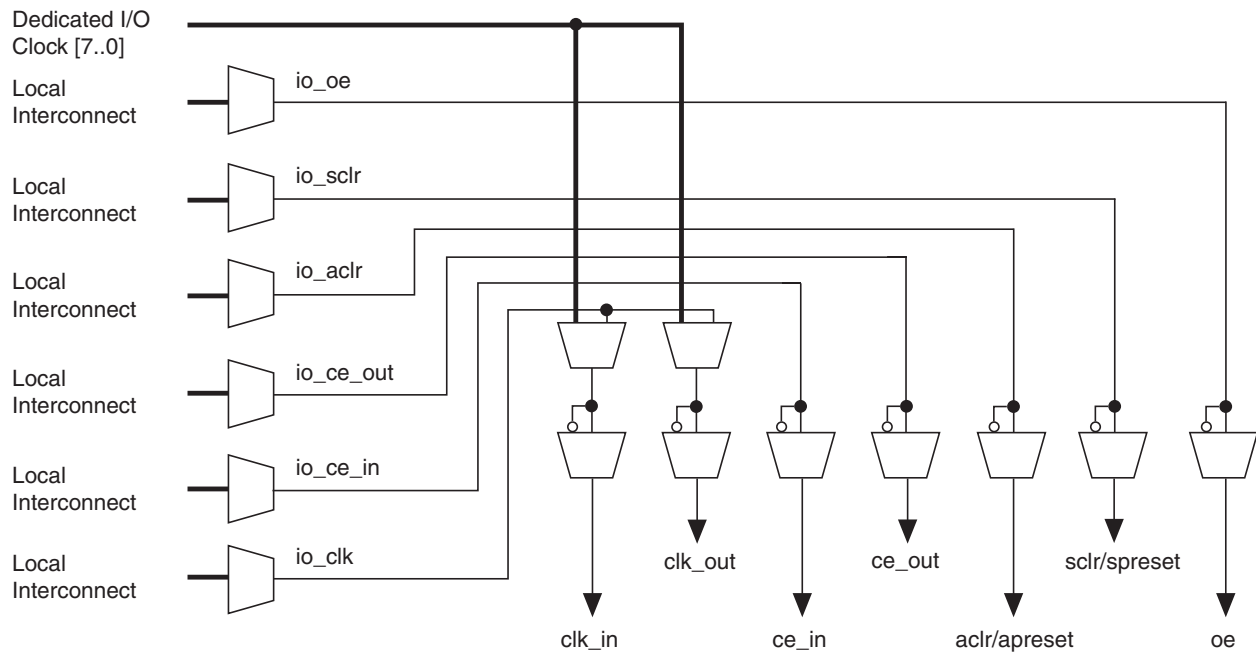 Dedicated I/O
Clock [7..0]
Local
Interconnect
io_oe
Local
Interconnect
io_sclr
Local
Interconnect
io_aclr
Local
Interconnect
io_ce_out
Local
Interconnect
io_ce_in
Local
Interconnect
io_clk
clk_out
ce_out
sclr/spreset
clk_in
ce_in
aclr/apreset
oe